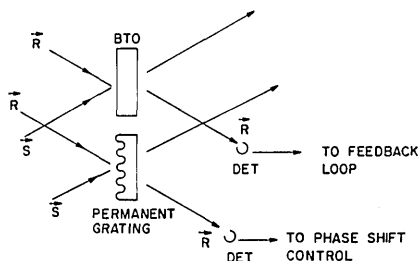 BTO
R
R
S
S
R
DET
TO FEEDBACK
LOOP
PERMANENT
GRATING
R
DET
TO PHASE SHIFT
CONTROL